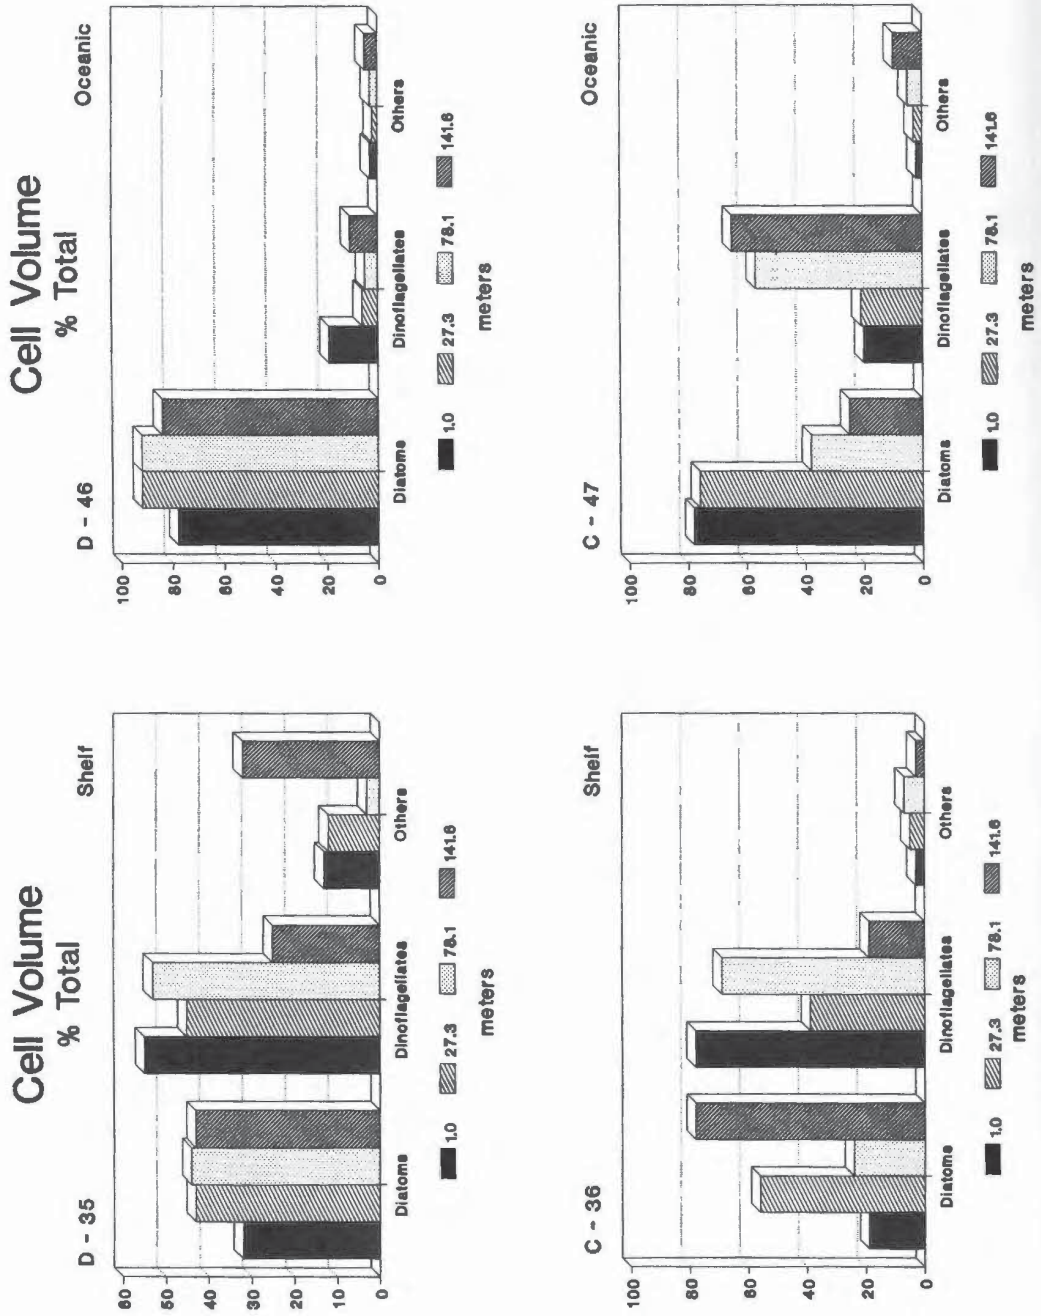 Cell Volume
% Total
D - 35
Shelf
60
50
40
30
20
10
0
Diatoms Dinoflagellates Others
1.0 27.3 78.1 141.6
meters
Cell Volume
% Total
D - 46
Oceanic
100
80
60
40
20
0
Diatoms Dinoflagellates Others
1.0 27.3 78.1 141.6
meters
C - 36
Shelf
100
80
60
40
20
0
Diatoms Dinoflagellates Others
1.0 27.3 78.1 141.6
meters
C - 47
Oceanic
100
80
60
40
20
0
Diatoms Dinoflagellates Others
1.0 27.3 78.1 141.6
meters